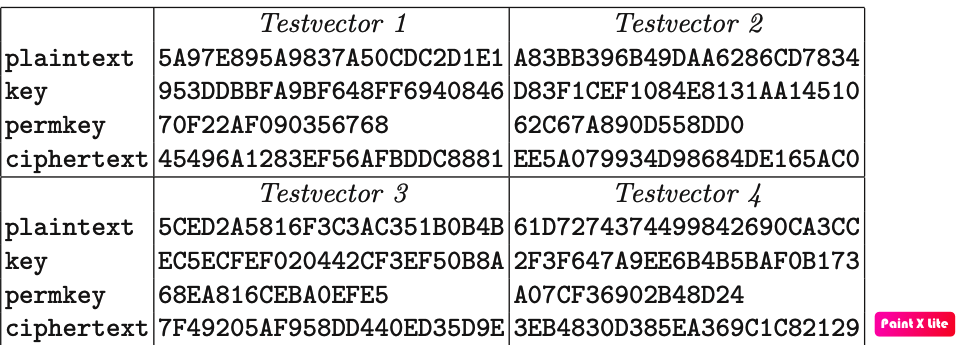 Testvector 1 Testvector 2
plaintext 5A97E895A9837A50CDC2D1E1 A83BB396B49DAA6286CD7834
key 953DDBBFA9BF648FF6940846 D83F1CEF1084E8131AA14510
permkey 70F22AF090356768 62C67A890D558DD0
ciphertext 45496A1283EF56AFBDDC8881 EE5A079934D98684DE165AC0
Testvector 3 Testvector 4
plaintext 5CED2A5816F3C3AC351B0B4B 61D7274374499842690CA3CC
key EC5ECFEF020442CF3EF50B8A 2F3F647A9EE6B4B5BAF0B173
permkey 68EA816CEBA0EFE5 A07CF36902B48D24
ciphertext 7F49205AF958DD440ED35D9E 3EB4830D385EA369C1C82129
Paint X Lite